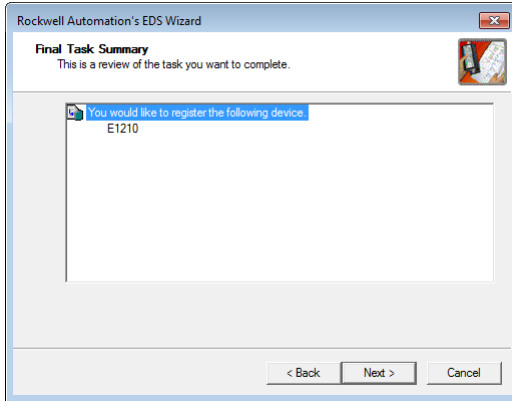 Rockwell Automation's EDS Wizard
Final Task Summary
This is a review of the task you want to complete.
You would like to register the following device.
E1210
< Back
Next >
Cancel